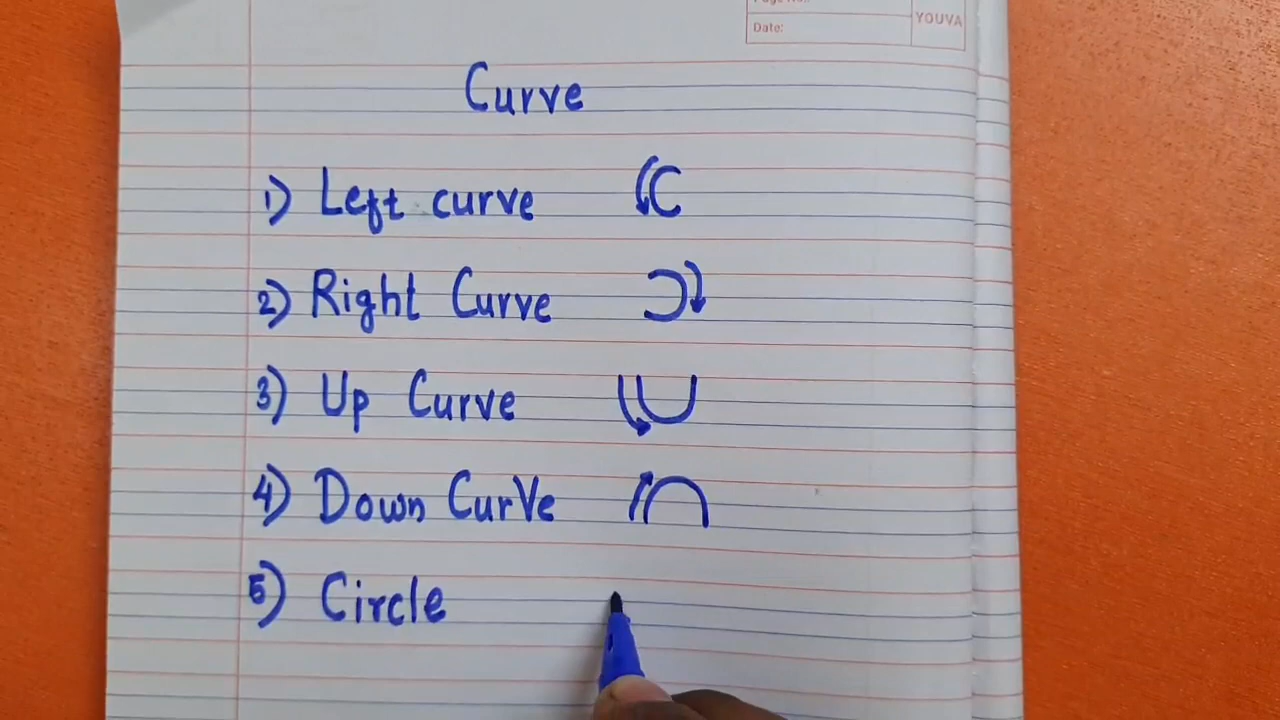 YOUVA
Date:
Curve
1) Left curve
2) Right Curve
3) Up Curve
4) Down Curve
5) Circle